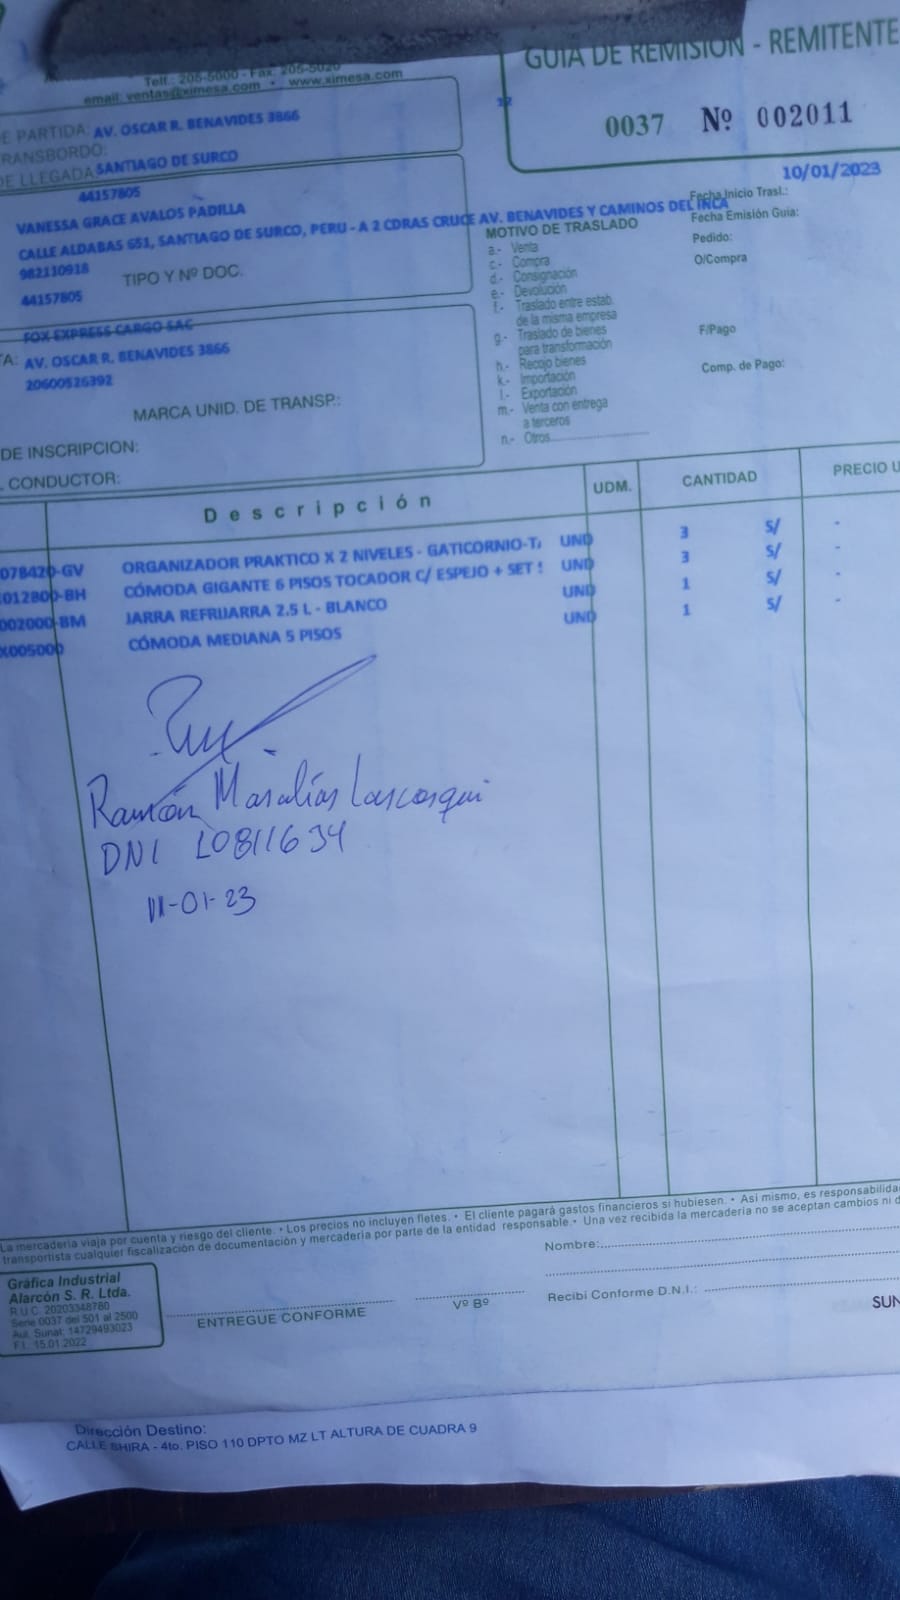 GUIA DE REMISION - REMITENTE
Telf.: 205-5000 - Fax: 205-5020
email: ventas@ximesa.com • www.ximesa.com
0037 Nº 002011
E PARTIDA: AV. OSCAR R. BENAVIDES 3866
TRANSBORDO:
DE LLEGADA SANTIAGO DE SURCO
10/01/2023
44157805
VANESSA GRACE AVALOS PADILLA
CALLE ALDABAS 651, SANTIAGO DE SURCO, PERU - A 2 CDRAS CRUCE AV. BENAVIDES Y CAMINOS DEL INCA
982130918
TIPO Y Nº DOC.
44157805
Fecha Inicio Trasl.:
Fecha Emisión Guia:
Pedido:
O/Compra
F/Pago
Comp. de Pago:
MOTIVO DE TRASLADO
a.- Venta
c.- Compra
d.- Consignación
e.- Devolución
f.- Traslado entre estab.
de la misma empresa
g.- Traslado de bienes
para transformación
h.- Recojo bienes
k.- Importación
l.- Exportación
m.- Venta con entrega
a terceros
n.- Otros
FOX EXPRESS CARGO SAC
TA: AV. OSCAR R. BENAVIDES 3866
20600526392
MARCA UNID. DE TRANSP.:
DE INSCRIPCION:
CONDUCTOR:
Descripción UDM. CANTIDAD PRECIO U
078420-GV ORGANIZADOR PRAKTICO X 2 NIVELES - GATICORNIO-T UND 3 S/ -
012800-BH CÓMODA GIGANTE 6 PISOS TOCADOR C/ ESPEJO + SET UND 3 S/ -
002000-BM JARRA REFRIJARRA 2.5 L - BLANCO UND 1 S/ -
X005000 CÓMODA MEDIANA 5 PISOS UND 1 S/ -
Ramón
DNI 10811634
11-01-23
La mercadería viaja por cuenta y riesgo del cliente. • Los precios no incluyen fletes. • El cliente pagará gastos financieros si hubiesen. • Asi mismo, es responsabilida
transportista cualquier fiscalización de documentación y mercadería por parte de la entidad responsable.• Una vez recibida la mercadería no se aceptan cambios ni d
Nombre:
Gráfica Industrial
Alarcón S. R. Ltda.
R.U.C. 20203348780
Serie 0037 del 501 al 2500
Aut. Sunat: 14729493023
F.I. 15.01.2022
ENTREGUE CONFORME
Vº Bº
Recibi Conforme D.N.I.:
SUN
Dirección Destino:
CALLE SHIRA - 4to. PISO 110 DPTO MZ LT ALTURA DE CUADRA 9